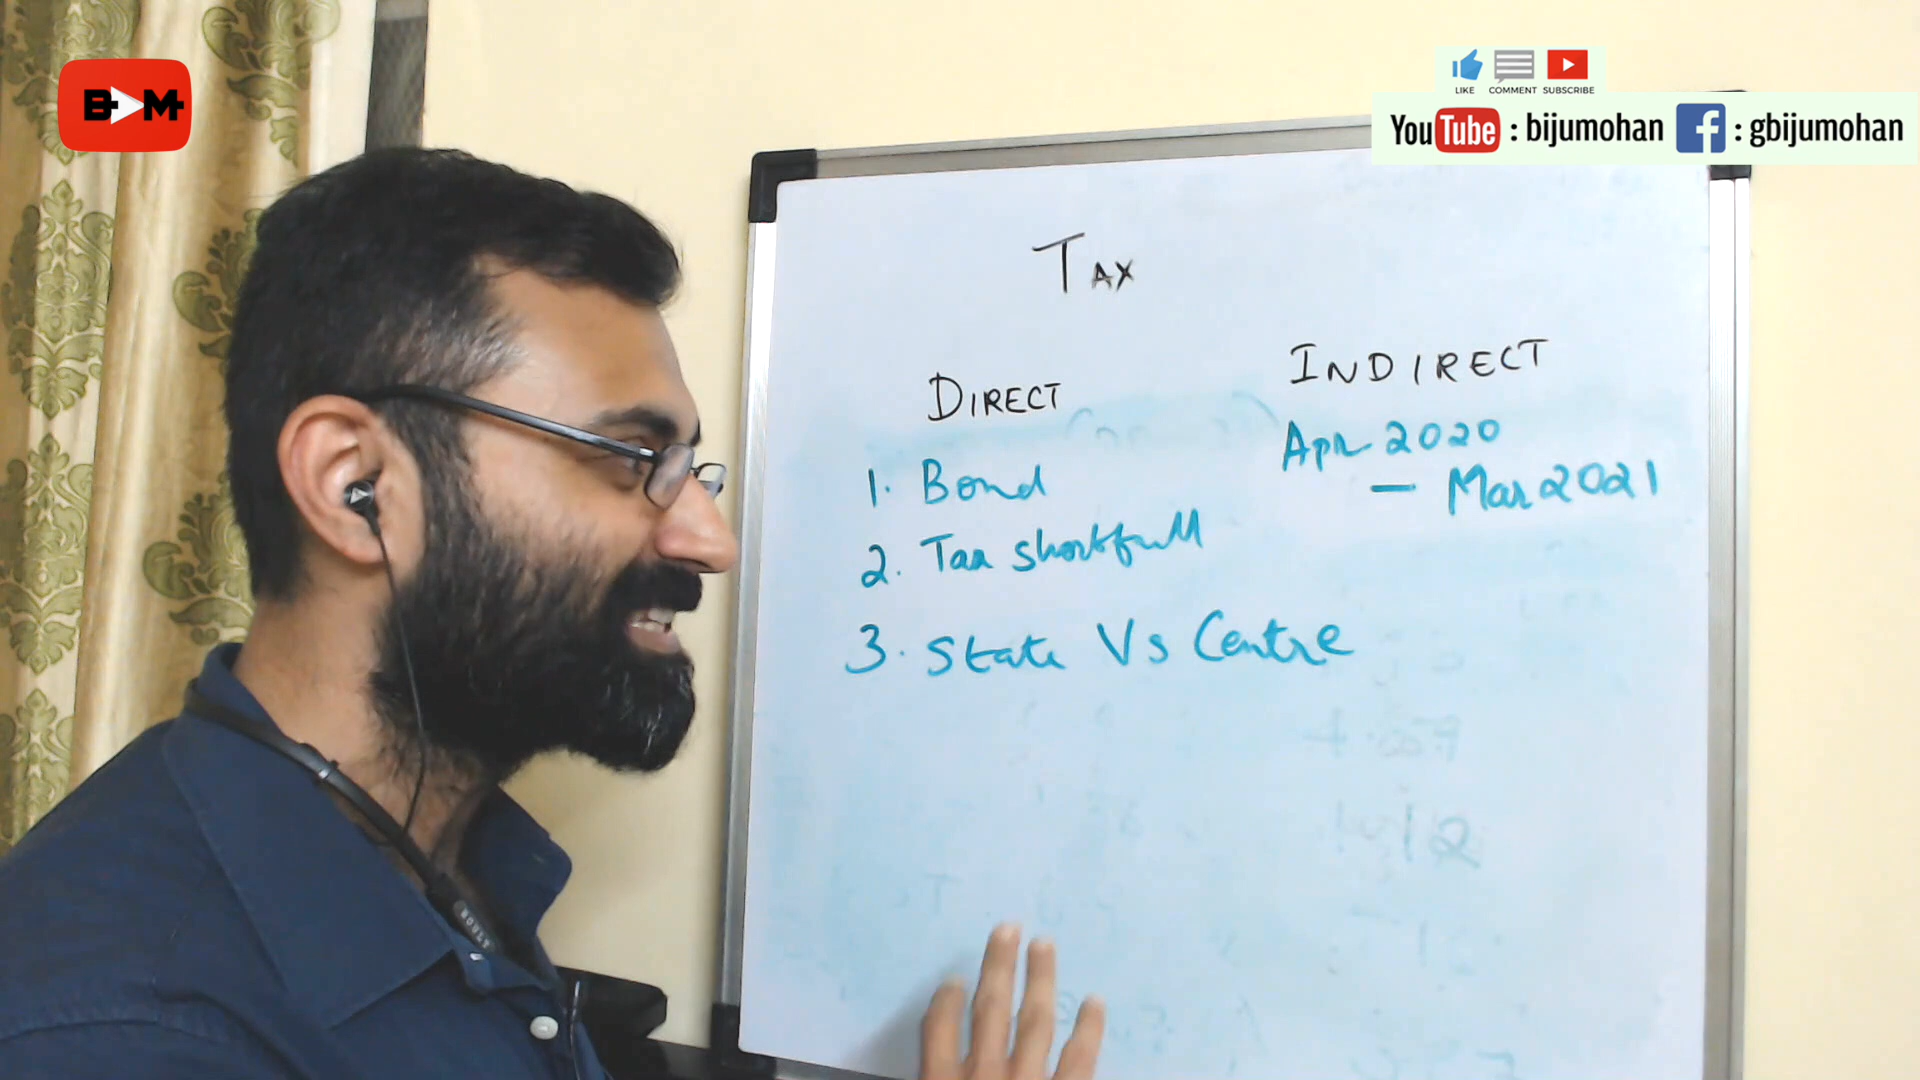 B M
LIKE COMMENT SUBSCRIBE
YouTube : bijumohan f : gbijumohan
TAX
DIRECT
INDIRECT
Apr 2020
— Mar 2021
1. Bond
2. Tax shortfall
3. State Vs Centre
BOULT